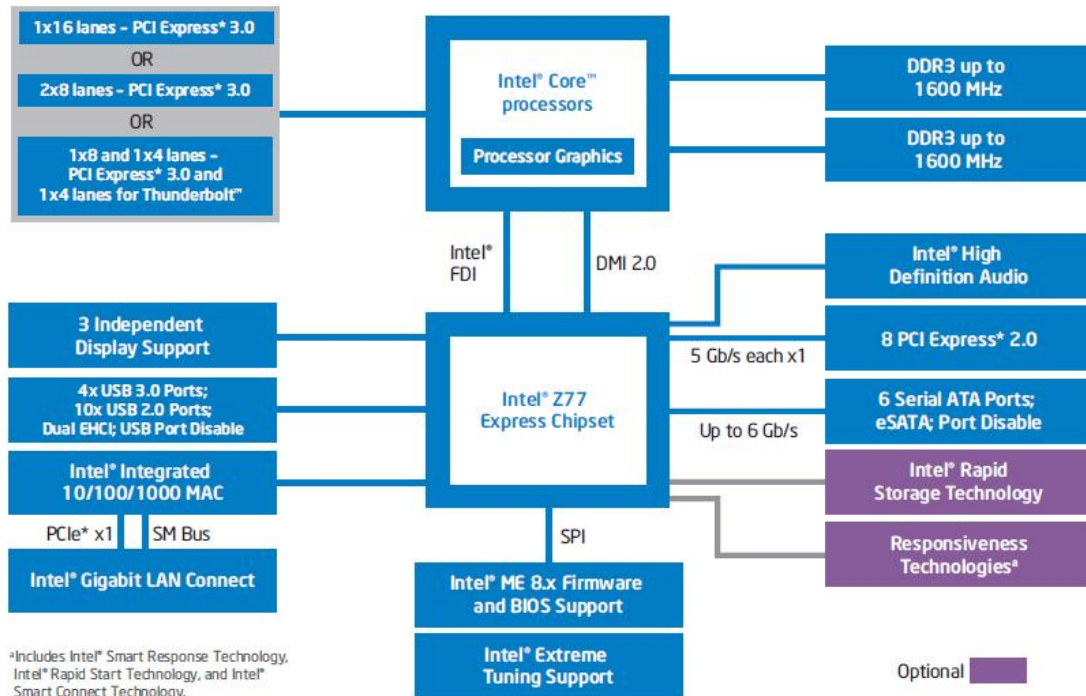 1x16 lanes – PCI Express* 3.0
OR
2x8 lanes – PCI Express* 3.0
OR
1x8 and 1x4 lanes –
PCI Express* 3.0 and
1x4 lanes for Thunderbolt™
Intel® Core™
processors
Processor Graphics
DDR3 up to
1600 MHz
DDR3 up to
1600 MHz
Intel®
FDI
DMI 2.0
Intel® High
Definition Audio
3 Independent
Display Support
5 Gb/s each x1
8 PCI Express* 2.0
4x USB 3.0 Ports;
10x USB 2.0 Ports;
Dual EHCI; USB Port Disable
Intel® Z77
Express Chipset
Up to 6 Gb/s
6 Serial ATA Ports;
eSATA; Port Disable
Intel® Integrated
10/100/1000 MAC
Intel® Rapid
Storage Technology
PCIe* x1
SM Bus
SPI
Responsiveness
Technologiesᵃ
Intel® Gigabit LAN Connect
Intel® ME 8.x Firmware
and BIOS Support
Intel® Extreme
Tuning Support
ᵃIncludes Intel® Smart Response Technology,
Intel® Rapid Start Technology, and Intel®
Smart Connect Technology.
Optional